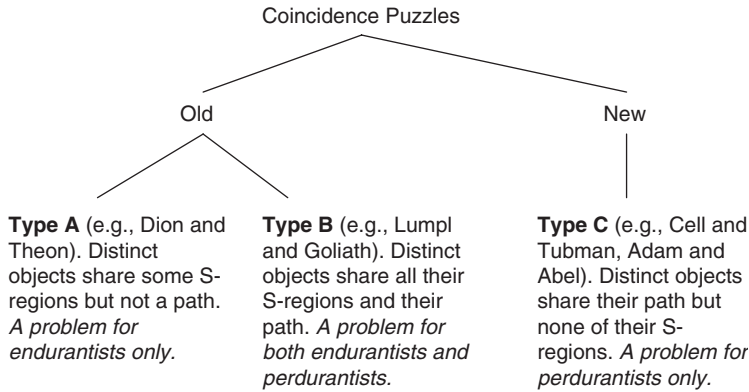 Coincidence Puzzles
Old
New
Type A (e.g., Dion and
Theon). Distinct
objects share some S-
regions but not a path.
A problem for
endurantists only.
Type B (e.g., Lumpl
and Goliath). Distinct
objects share all their
S-regions and their
path. A problem for
both endurantists and
perdurantists.
Type C (e.g., Cell and
Tubman, Adam and
Abel). Distinct objects
share their path but
none of their S-
regions. A problem for
perdurantists only.